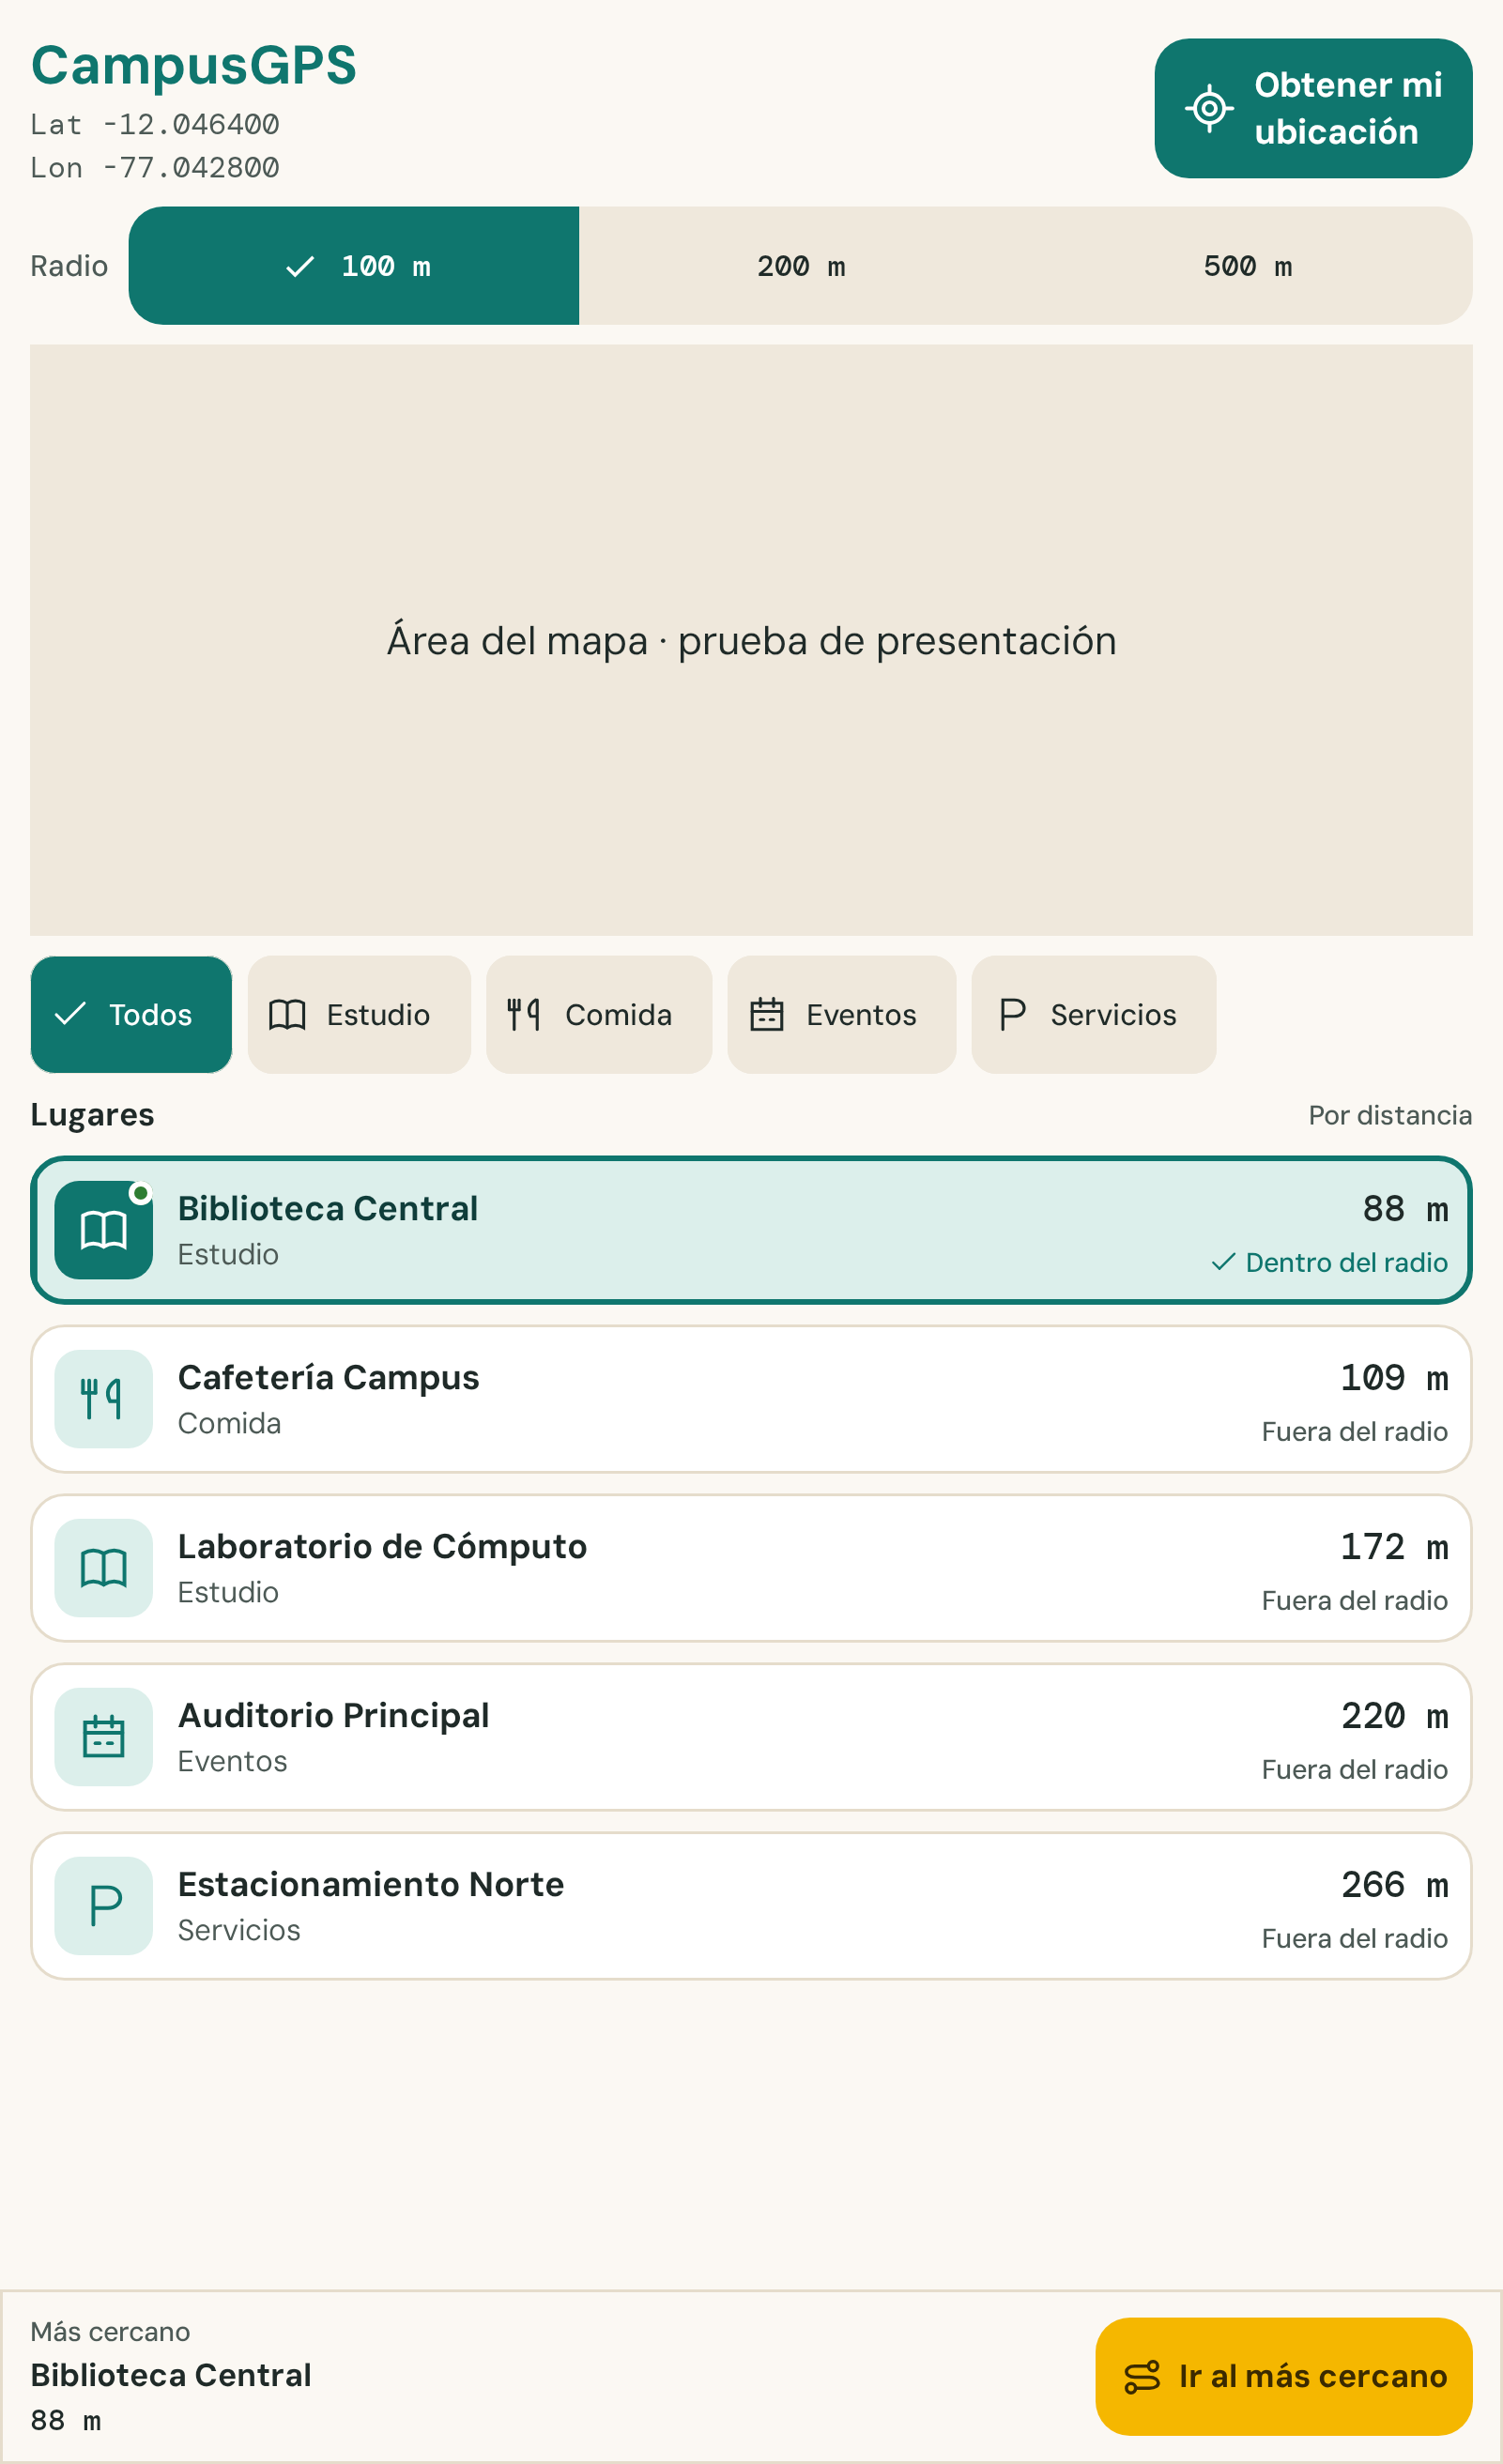 CampusGPS
Lat -12.046400
Lon -77.042800
Obtener mi
ubicación
Radio
100 m
200 m
500 m
Área del mapa · prueba de presentación
Todos
Estudio
Comida
Eventos
Servicios
Lugares
Por distancia
Biblioteca Central
Estudio
88 m
Dentro del radio
Cafetería Campus
Comida
109 m
Fuera del radio
Laboratorio de Cómputo
Estudio
172 m
Fuera del radio
Auditorio Principal
Eventos
220 m
Fuera del radio
Estacionamiento Norte
Servicios
266 m
Fuera del radio
Más cercano
Biblioteca Central
88 m
Ir al más cercano